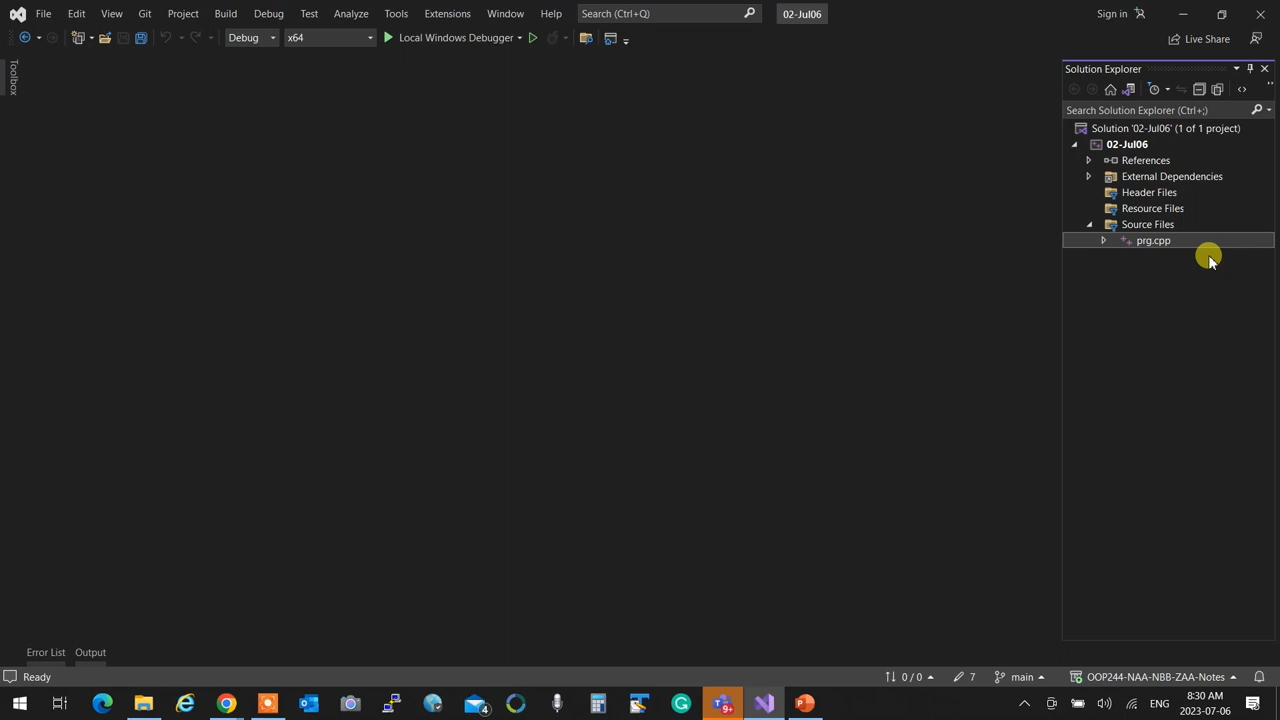 File Edit View Git Project Build Debug Test Analyze Tools Extensions Window Help Search (Ctrl+Q) 02-Jul06 Sign in
Debug x64 Local Windows Debugger Live Share
Toolbox
Solution Explorer
Search Solution Explorer (Ctrl+;)
Solution '02-Jul06' (1 of 1 project)
02-Jul06
References
External Dependencies
Header Files
Resource Files
Source Files
prg.cpp
Error List Output
Ready 0 / 0 7 main OOP244-NAA-NBB-ZAA-Notes
4 9+ 8:30 AM
2023-07-06